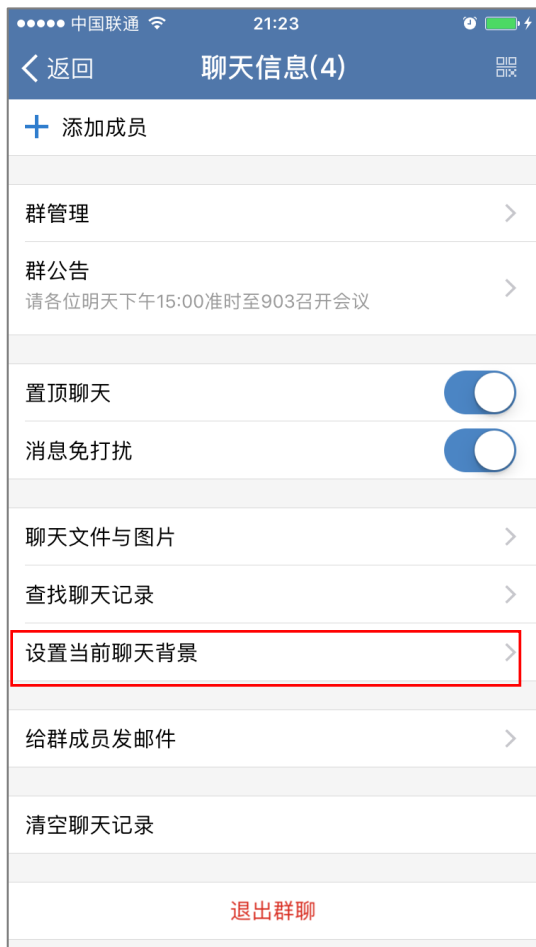 中国联通 21:23
返回 聊天信息(4)
添加成员
群管理
群公告
请各位明天下午15:00准时至903召开会议
置顶聊天
消息免打扰
聊天文件与图片
查找聊天记录
设置当前聊天背景
给群成员发邮件
清空聊天记录
退出群聊